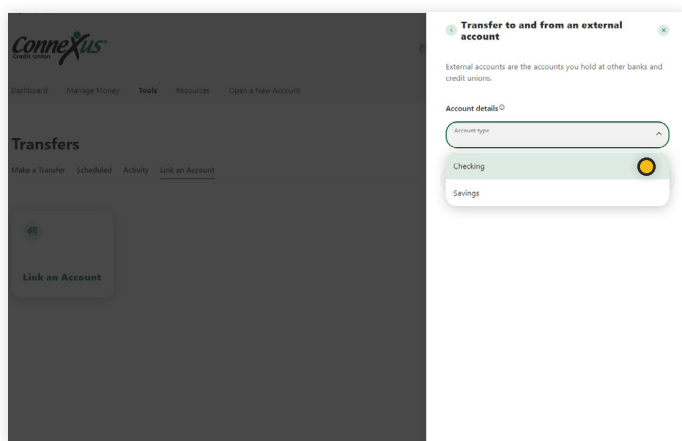 Connexus
Credit Union
Dashboard Manage Money Tools Resources Open a New Account
Transfers
Make a Transfer Scheduled Activity Link an Account
Link an Account
Transfer to and from an external
account
External accounts are the accounts you hold at other banks and
credit unions.
Account details
Account type
Checking
Savings